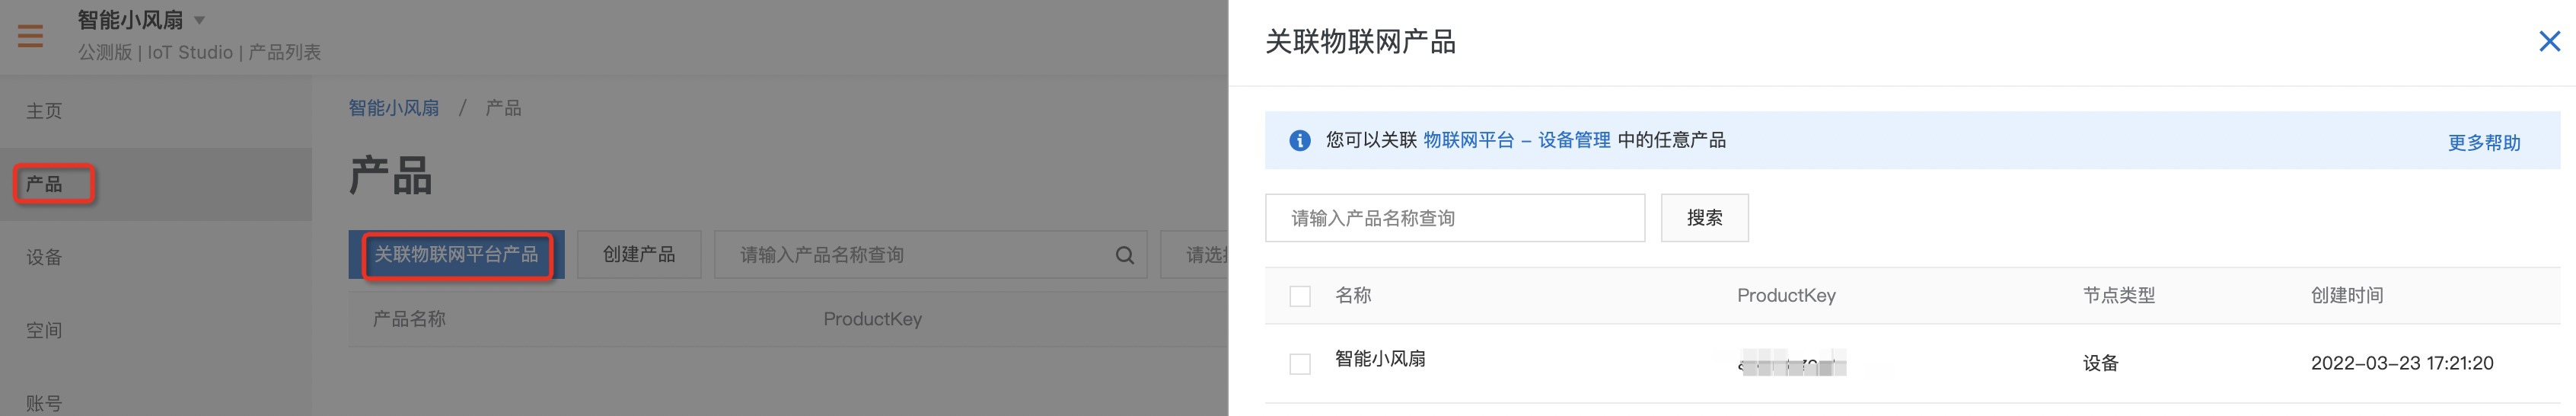 智能小风扇
公测版 | IoT Studio | 产品列表
主页
产品
设备
空间
账号
智能小风扇 / 产品
产品
关联物联网平台产品 创建产品 请输入产品名称查询
产品名称 ProductKey
关联物联网产品
您可以关联 物联网平台 – 设备管理 中的任意产品 更多帮助
请输入产品名称查询 搜索
名称 ProductKey 节点类型 创建时间
智能小风扇 设备 2022-03-23 17:21:20